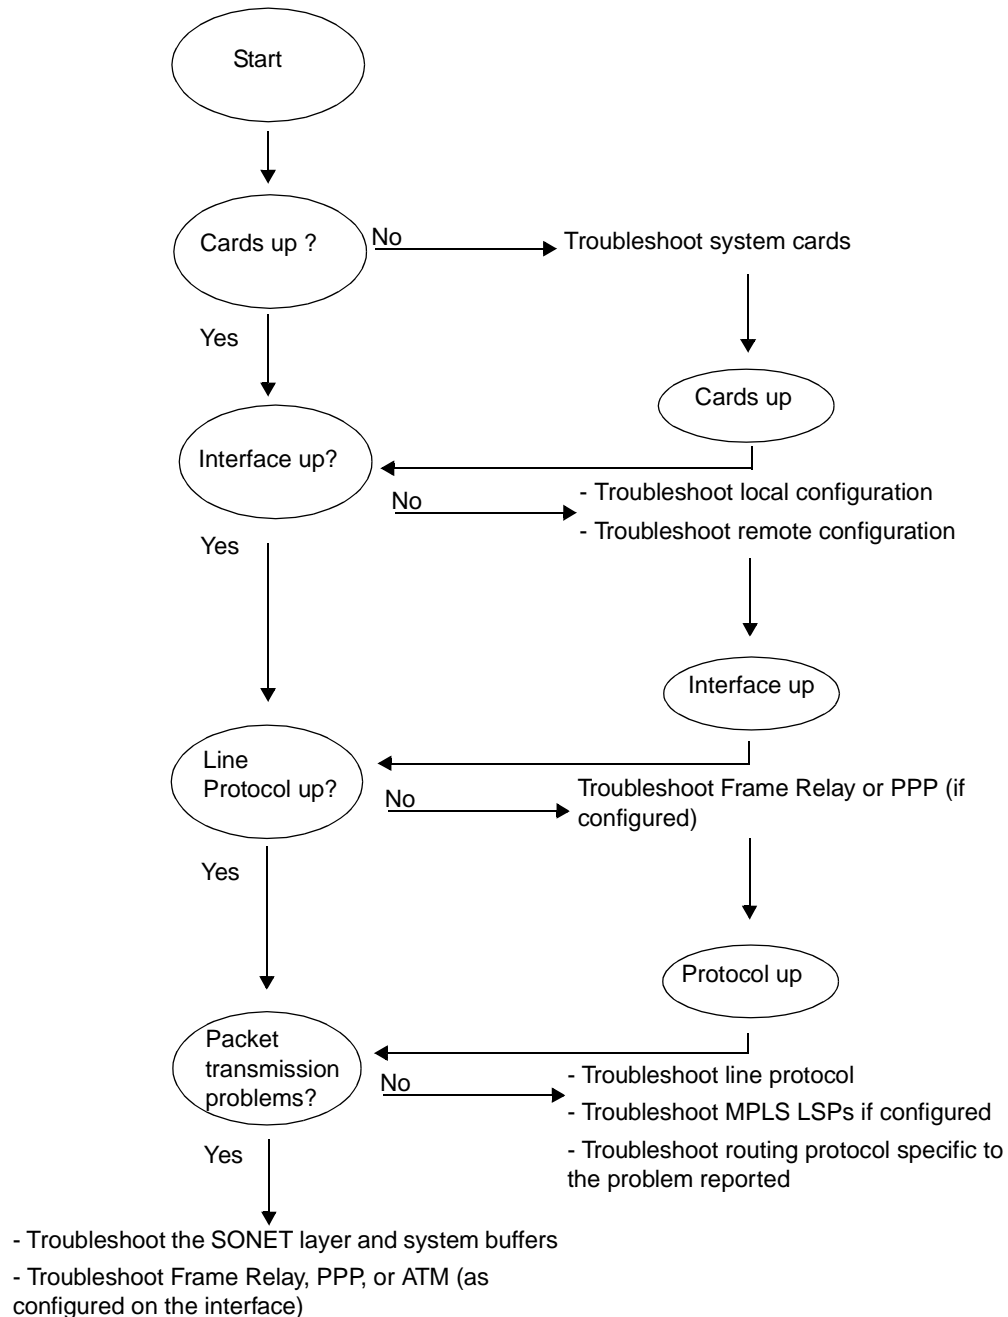 Start
Cards up ?
No
Troubleshoot system cards
Yes
Cards up
Interface up?
No
- Troubleshoot local configuration
- Troubleshoot remote configuration
Yes
Interface up
Line
Protocol up?
No
Troubleshoot Frame Relay or PPP (if
configured)
Yes
Protocol up
Packet
transmission
problems?
No
- Troubleshoot line protocol
- Troubleshoot MPLS LSPs if configured
- Troubleshoot routing protocol specific to
the problem reported
Yes
- Troubleshoot the SONET layer and system buffers
- Troubleshoot Frame Relay, PPP, or ATM (as
configured on the interface)